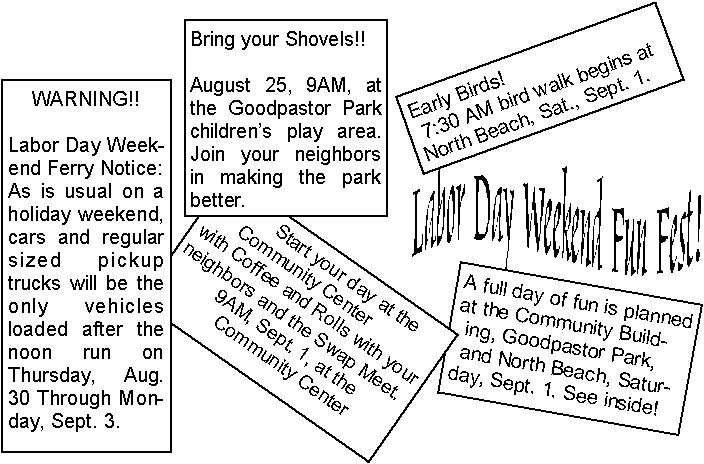 WARNING!!
Labor Day Week-
end Ferry Notice:
As is usual on a
holiday weekend,
cars and regular
sized pickup
trucks will be the
only vehicles
loaded after the
noon run on
Thursday, Aug.
30 Through Mon-
day, Sept. 3.
Bring your Shovels!!
August 25, 9AM, at
the Goodpastor Park
children's play area.
Join your neighbors
in making the park
better.
Early Birds!
7:30 AM bird walk begins at
North Beach, Sat., Sept. 1.
Labor Day Weekend Fun Fest!
Start your day at the
Community Center
with Coffee and Rolls with your
neighbors and the Swap Meet,
9AM, Sept. 1, at the
Community Center
A full day of fun is planned
at the Community Build-
ing, Goodpastor Park,
and North Beach, Satur-
day, Sept. 1. See inside!